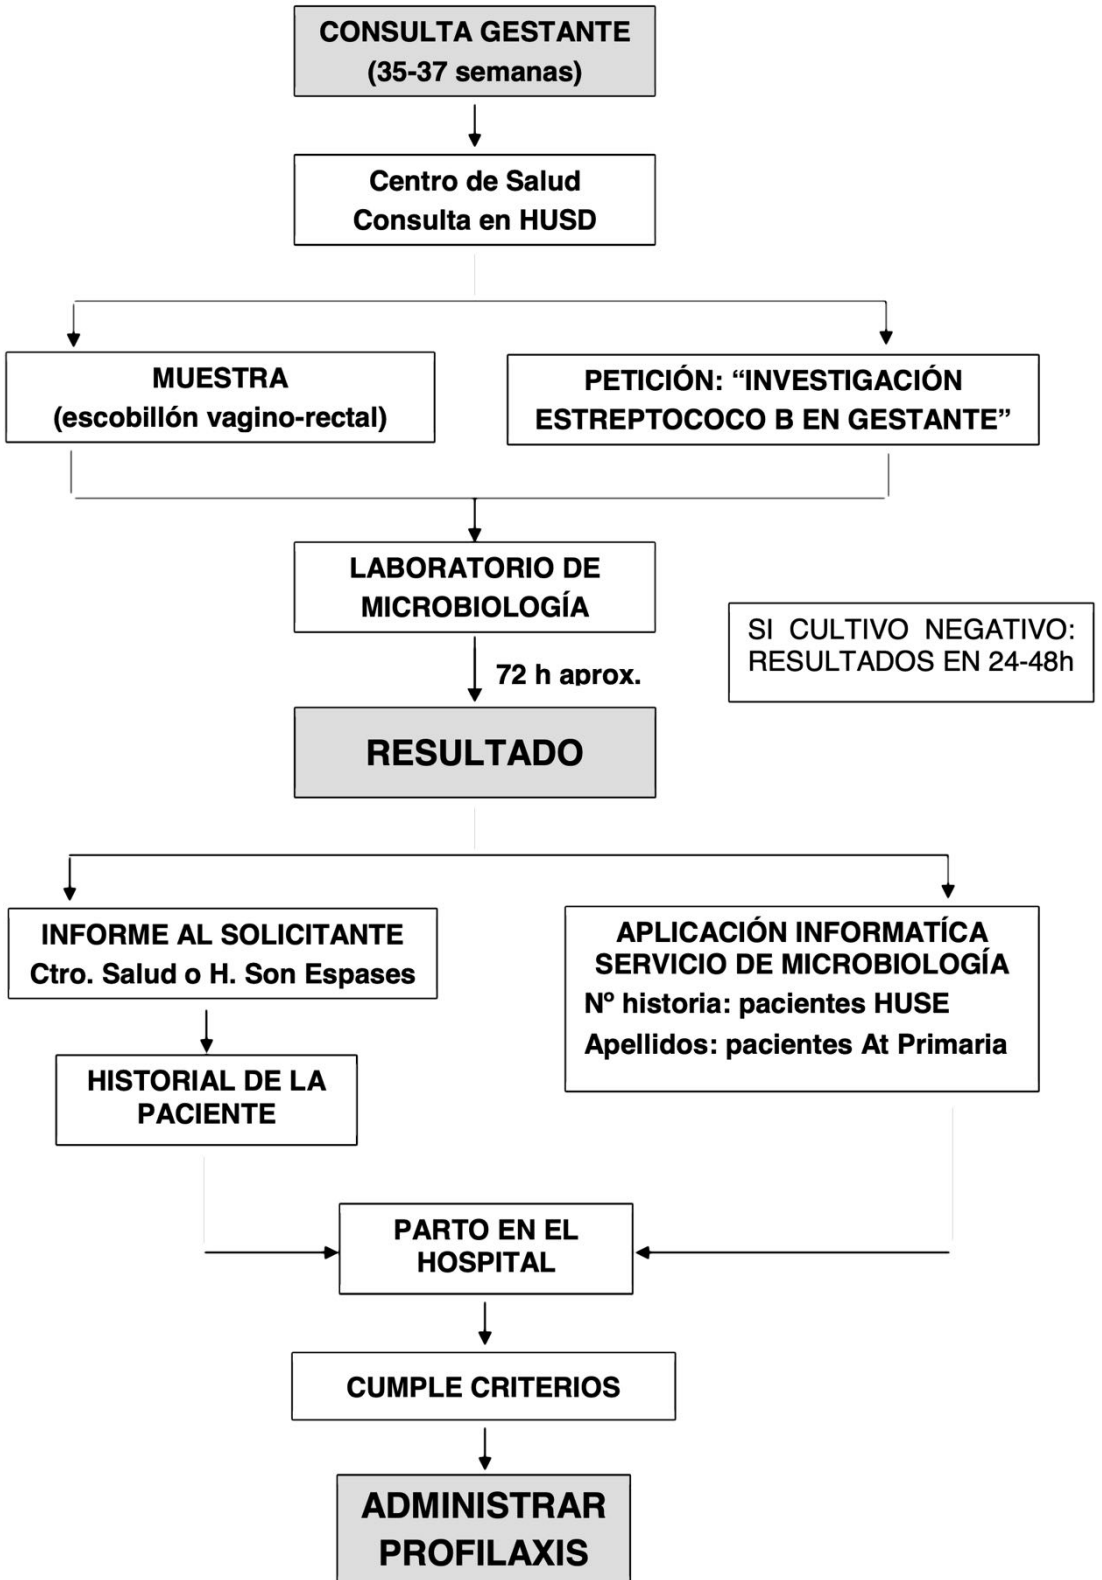 CONSULTA GESTANTE
(35-37 semanas)
Centro de Salud
Consulta en HUSD
MUESTRA
(escobillón vagino-rectal)
PETICIÓN: “INVESTIGACIÓN
ESTREPTOCOCO B EN GESTANTE”
LABORATORIO DE
MICROBIOLOGÍA
SI CULTIVO NEGATIVO:
RESULTADOS EN 24-48h
72 h aprox.
RESULTADO
INFORME AL SOLICITANTE
Ctro. Salud o H. Son Espases
APLICACIÓN INFORMATÍCA
SERVICIO DE MICROBIOLOGÍA
Nº historia: pacientes HUSE
Apellidos: pacientes At Primaria
HISTORIAL DE LA
PACIENTE
PARTO EN EL
HOSPITAL
CUMPLE CRITERIOS
ADMINISTRAR
PROFILAXIS